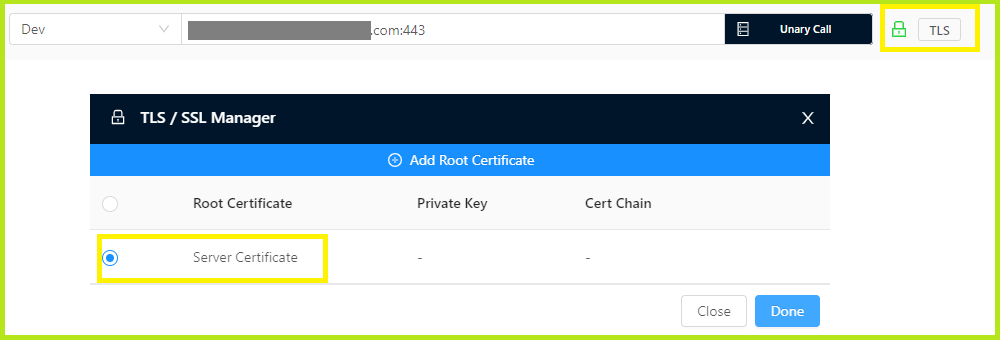 Dev .com:443 Unary Call TLS
TLS / SSL Manager X
Add Root Certificate
Root Certificate Private Key Cert Chain
Server Certificate - -
Close Done